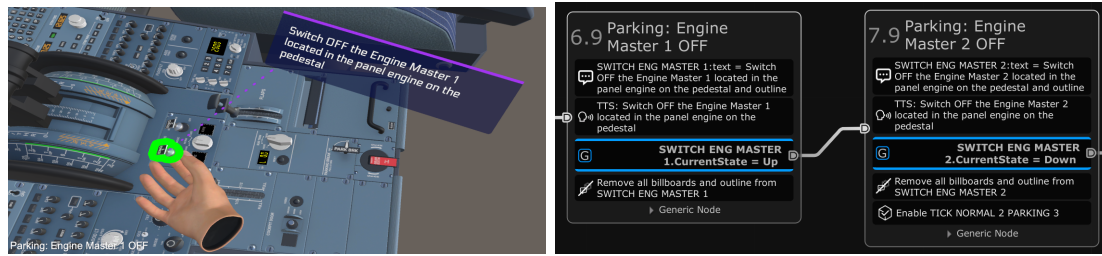 Switch OFF the Engine Master 1
located in the panel engine on the
pedestal
Parking: Engine Master 1 OFF
6.9 Parking: Engine
Master 1 OFF
SWITCH ENG MASTER 1:text = Switch
OFF the Engine Master 1 located in the
panel engine on the pedestal and outline
TTS: Switch OFF the Engine Master 1
located in the panel engine on the
pedestal
D
D
G
SWITCH ENG MASTER
1.CurrentState = Up
Remove all billboards and outline from
SWITCH ENG MASTER 1
Generic Node
7.9 Parking: Engine
Master 2 OFF
SWITCH ENG MASTER 2:text = Switch
OFF the Engine Master 2 located in the
panel engine on the pedestal and outline
TTS: Switch OFF the Engine Master 2
located in the panel engine on the
pedestal
D
D
G
SWITCH ENG MASTER
2.CurrentState = Down
Remove all billboards and outline from
SWITCH ENG MASTER 2
Enable TICK NORMAL 2 PARKING 3
Generic Node